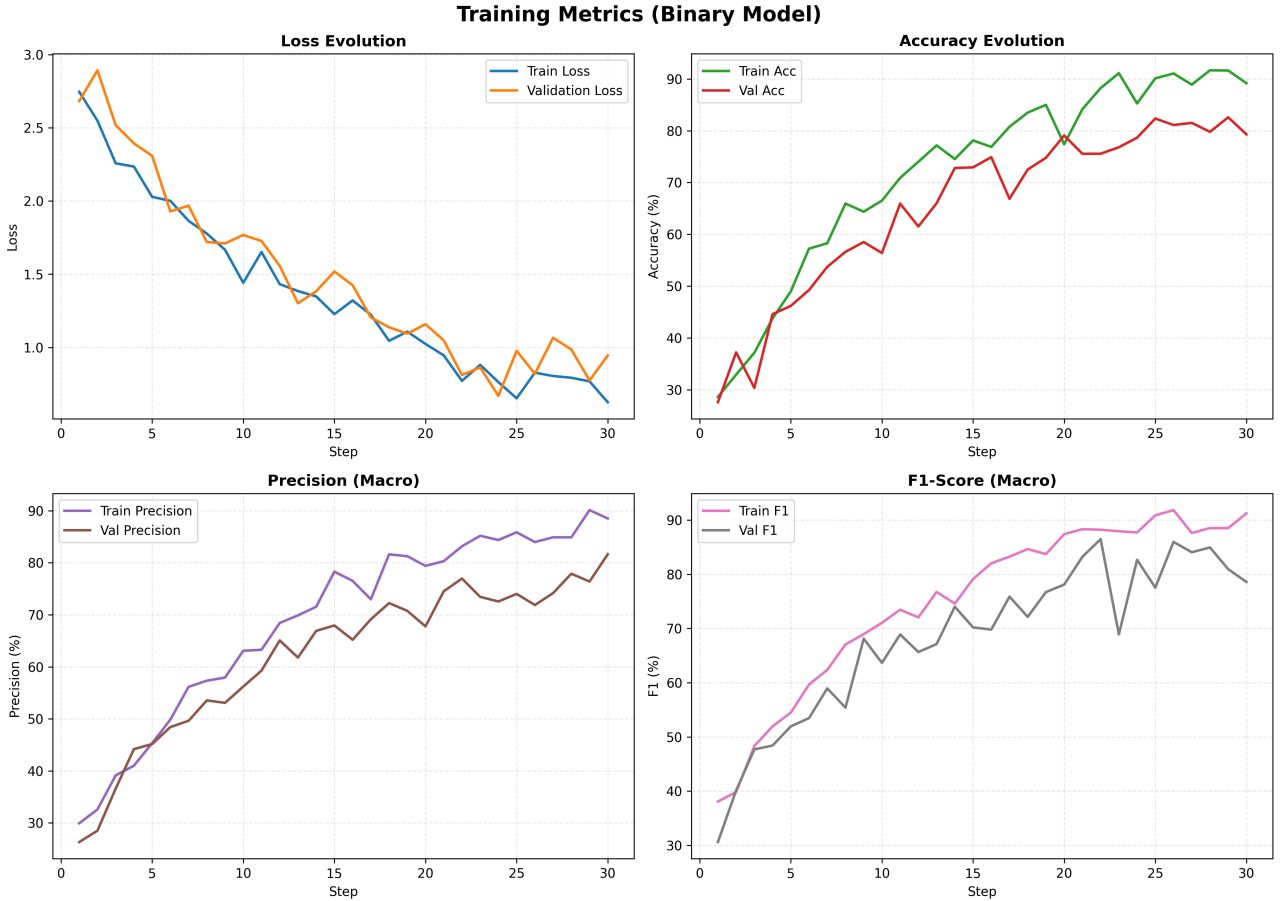 Training Metrics (Binary Model)
Loss Evolution
Train Loss
Validation Loss
3.0
2.5
2.0
1.5
1.0
Loss
0 5 10 15 20 25 30
Step
Accuracy Evolution
Train Acc
Val Acc
90
80
70
60
50
40
30
Accuracy (%)
0 5 10 15 20 25 30
Step
Precision (Macro)
Train Precision
Val Precision
90
80
70
60
50
40
30
Precision (%)
0 5 10 15 20 25 30
Step
F1-Score (Macro)
Train F1
Val F1
90
80
70
60
50
40
30
F1 (%)
0 5 10 15 20 25 30
Step